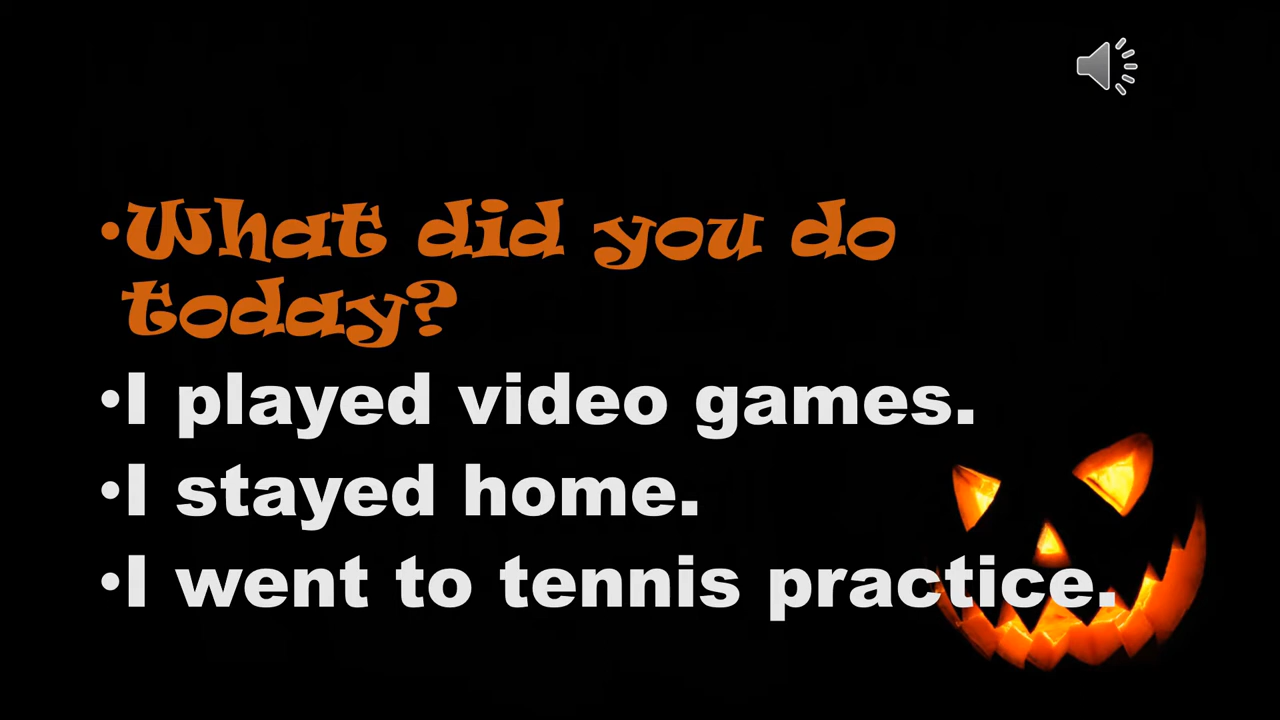 •What did you do
today?
•I played video games.
•I stayed home.
•I went to tennis practice.